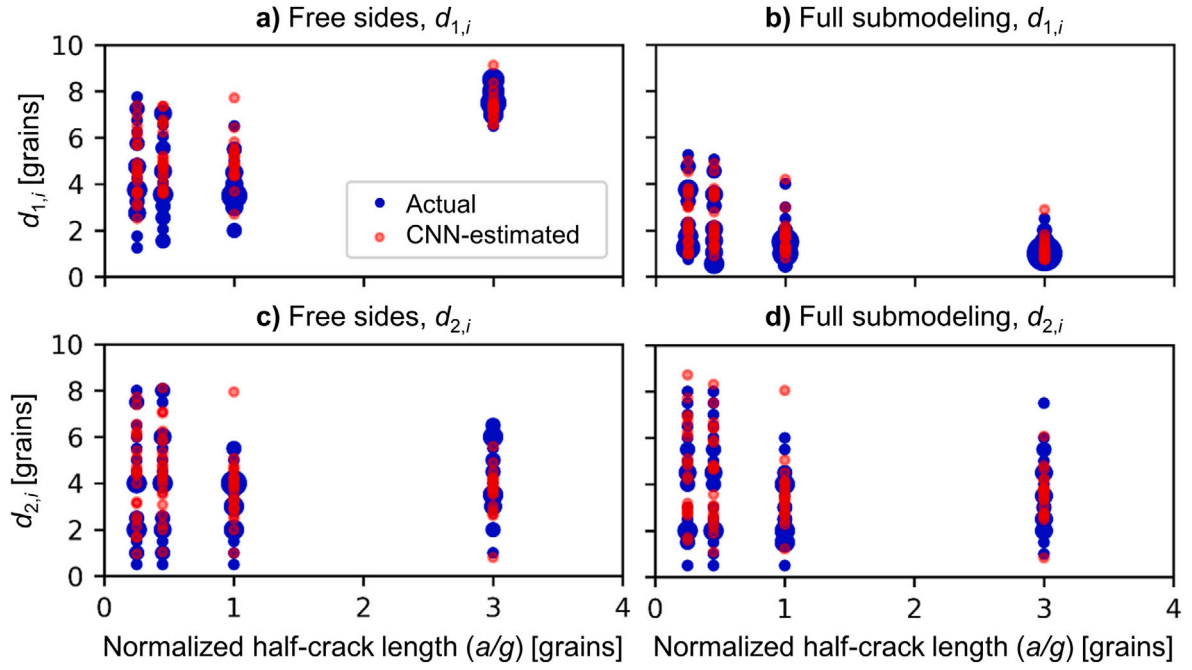 a) Free sides, d1,i
b) Full submodeling, d1,i
10
8
6
4
2
0
d1,i [grains]
Actual
CNN-estimated
c) Free sides, d2,i
d) Full submodeling, d2,i
10
8
6
4
2
0
d2,i [grains]
0 1 2 3 4
0 1 2 3 4
Normalized half-crack length (a/g) [grains]
Normalized half-crack length (a/g) [grains]